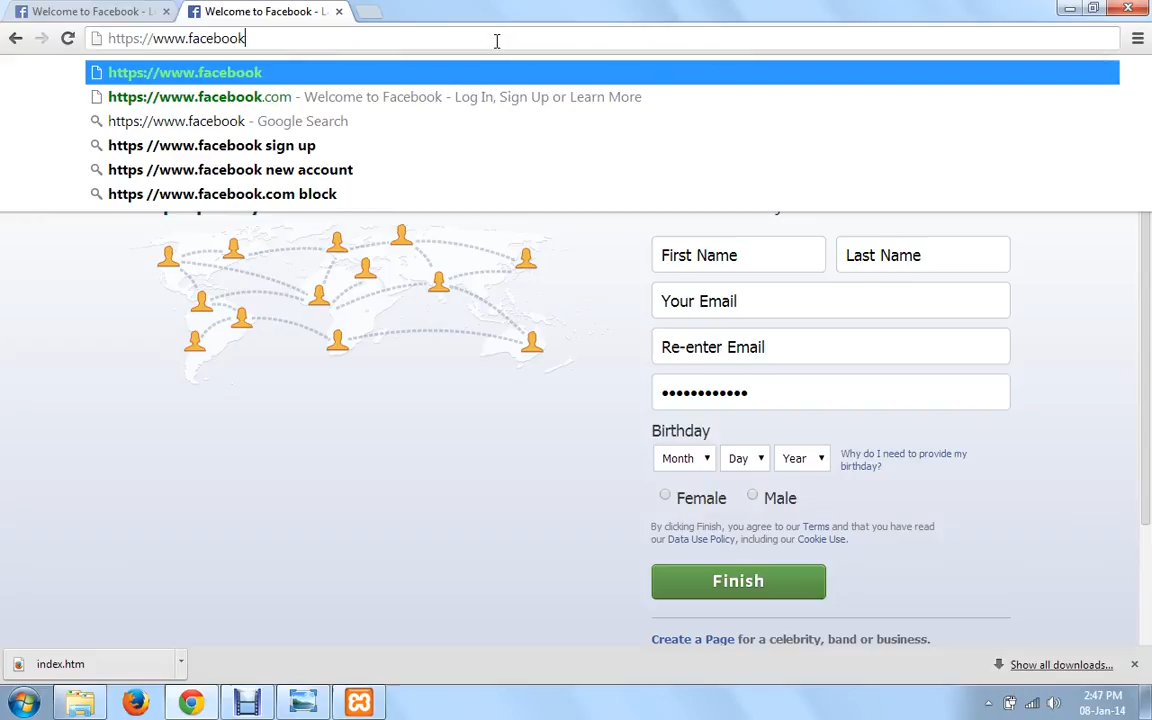 Welcome to Facebook - L
Welcome to Facebook - L
https://www.facebook
https://www.facebook
https://www.facebook.com - Welcome to Facebook - Log In, Sign Up or Learn More
https://www.facebook - Google Search
https //www.facebook sign up
https //www.facebook new account
https //www.facebook.com block
First Name
Last Name
Your Email
Re-enter Email
••••••••••••
Birthday
Month
Day
Year
Why do I need to provide my
birthday?
Female
Male
By clicking Finish, you agree to our Terms and that you have read
our Data Use Policy, including our Cookie Use.
Finish
Create a Page for a celebrity, band or business.
index.htm
Show all downloads...
2:47 PM
08-Jan-14